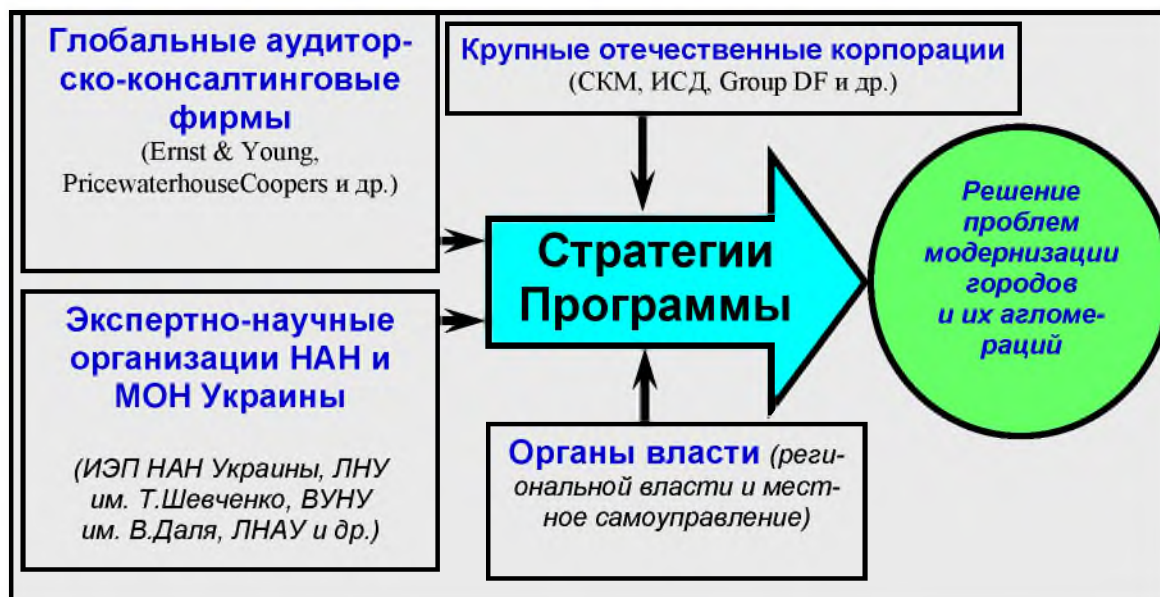 Глобальные аудитор-
ско-консалтинговые
фирмы
(Ernst & Young,
PricewaterhouseCoopers и др.)
Крупные отечественные корпорации
(СКМ, ИСД, Group DF и др.)
Стратегии
Программы
Решение
проблем
модернизации
городов
и их агломе-
раций
Экспертно-научные
организации НАН и
МОН Украины
(ИЭП НАН Украины, ЛНУ
им. Т.Шевченко, ВУНУ
им. В.Даля, ЛНАУ и др.)
Органы власти (реги-
ональной власти и мест-
ное самоуправление)